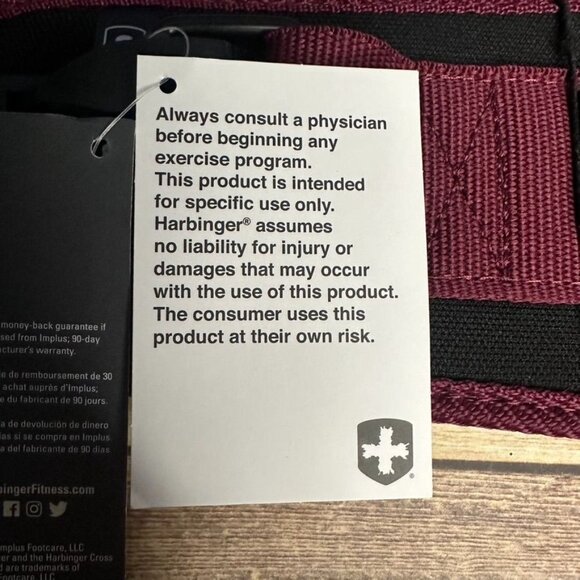 Always consult a physician
before beginning any
exercise program.
This product is intended
for specific use only.
Harbinger® assumes
no liability for injury or
damages that may occur
with the use of this product.
The consumer uses this
product at their own risk.
®
money-back guarantee if
sed from Implus; 90-day
cturer's warranty.
de remboursement de 30
achat auprès d'Implus;
du fabricant de 90 jours.
a de devolución de dinero
ías si se compra en Implus
a del fabricante de 90 días
bingerFitness.com
mplus Footcare, LLC
er and the Harbinger Cross
d are trademarks of
Footcare, LLC